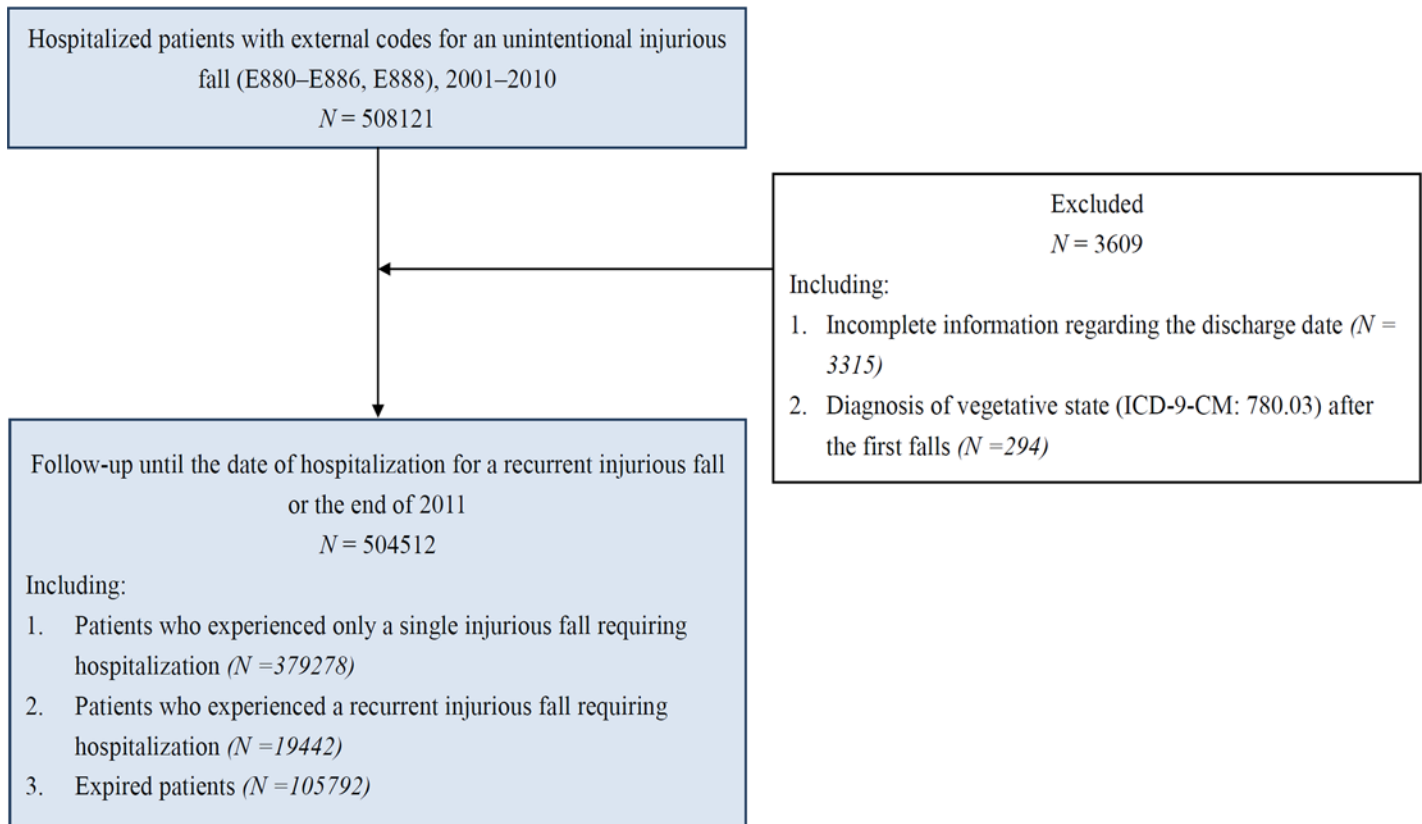 Hospitalized patients with external codes for an unintentional injurious
fall (E880–E886, E888), 2001–2010
N = 508121
Excluded
N = 3609
Including:
1. Incomplete information regarding the discharge date (N =
3315)
2. Diagnosis of vegetative state (ICD-9-CM: 780.03) after
the first falls (N =294)
Follow-up until the date of hospitalization for a recurrent injurious fall
or the end of 2011
N = 504512
Including:
1. Patients who experienced only a single injurious fall requiring
hospitalization (N =379278)
2. Patients who experienced a recurrent injurious fall requiring
hospitalization (N =19442)
3. Expired patients (N =105792)